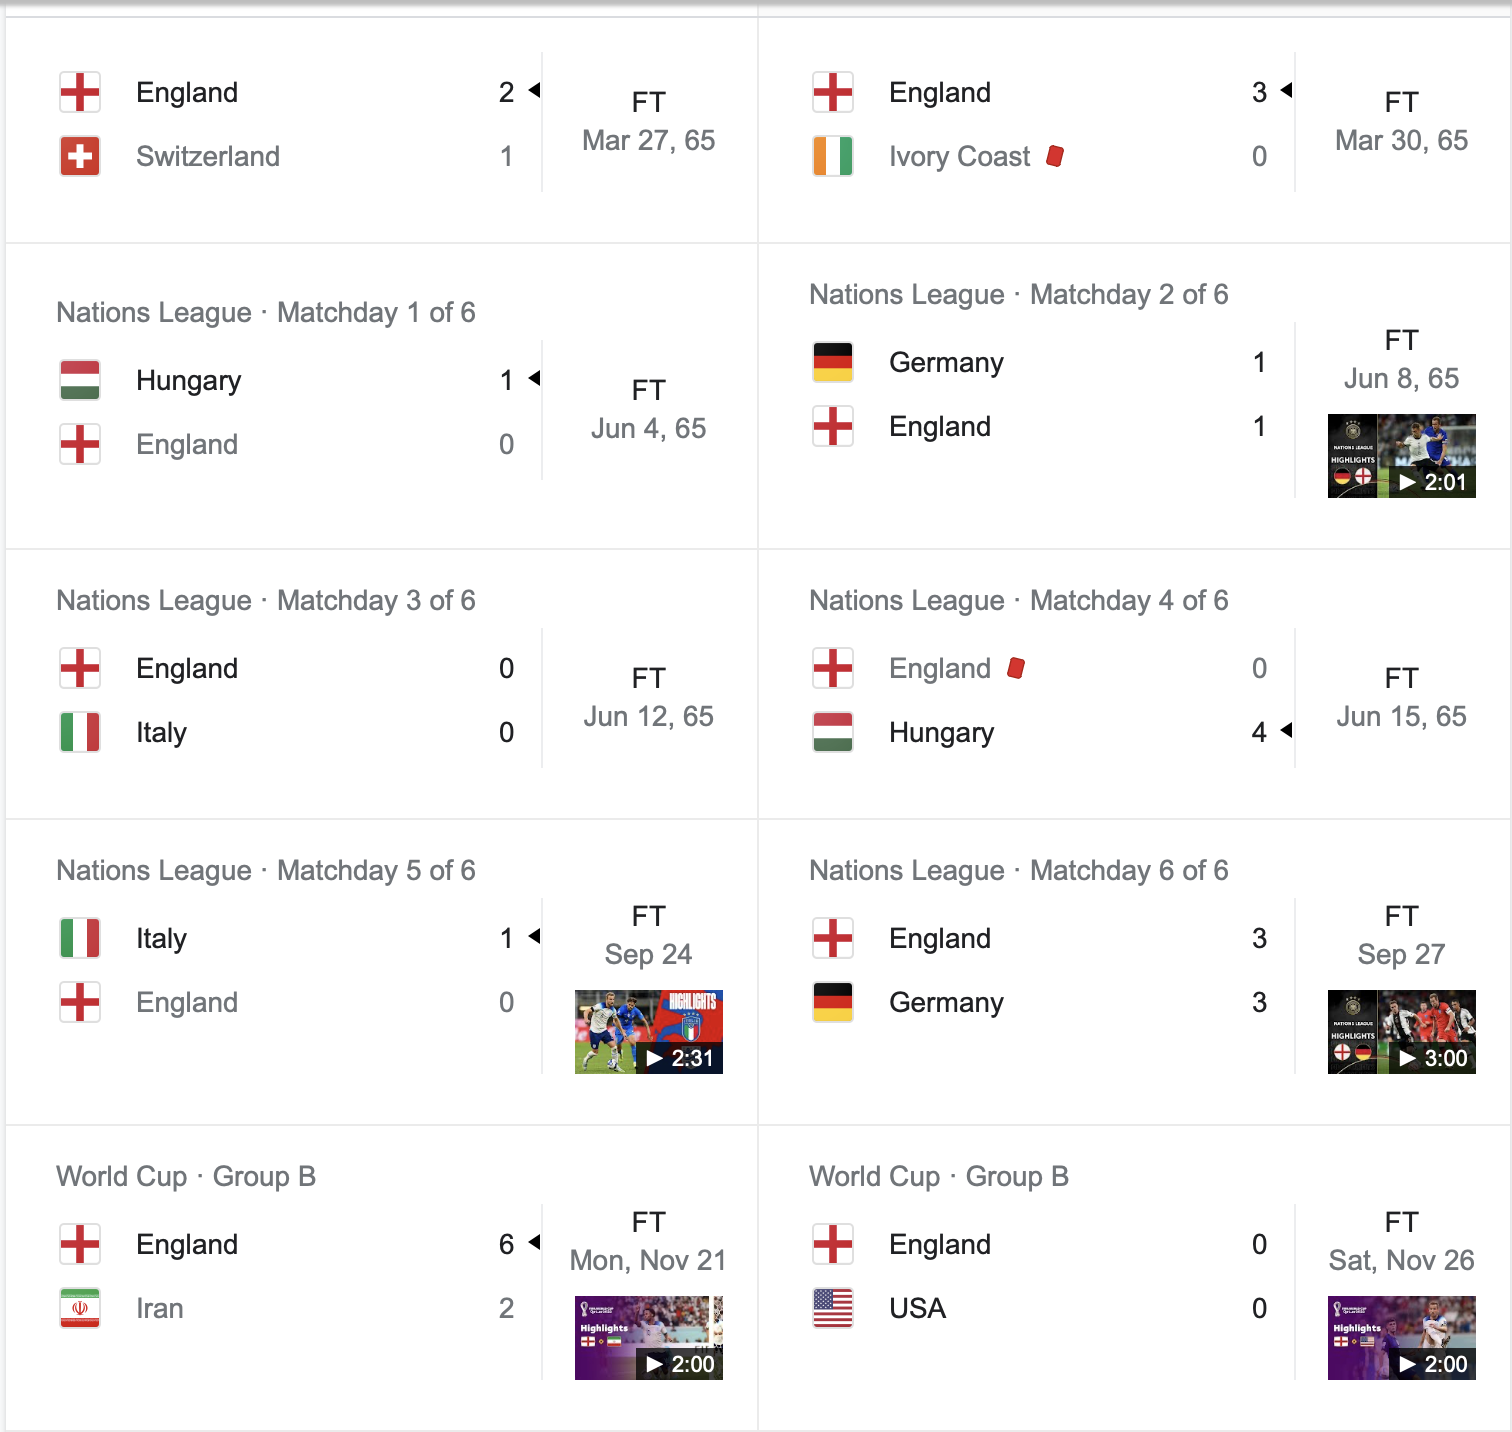 England 2
Switzerland 1
FT
Mar 27, 65
England 3
Ivory Coast 0
FT
Mar 30, 65
Nations League · Matchday 1 of 6
Hungary 1
England 0
FT
Jun 4, 65
Nations League · Matchday 2 of 6
Germany 1
England 1
FT
Jun 8, 65
NATIONS LEAGUE
HIGHLIGHTS
2:01
Nations League · Matchday 3 of 6
England 0
Italy 0
FT
Jun 12, 65
Nations League · Matchday 4 of 6
England 0
Hungary 4
FT
Jun 15, 65
Nations League · Matchday 5 of 6
Italy 1
England 0
FT
Sep 24
HIGHLIGHTS
2:31
Nations League · Matchday 6 of 6
England 3
Germany 3
FT
Sep 27
NATIONS LEAGUE
HIGHLIGHTS
3:00
World Cup · Group B
England 6
Iran 2
FT
Mon, Nov 21
Highlights
2:00
World Cup · Group B
England 0
USA 0
FT
Sat, Nov 26
Highlights
2:00